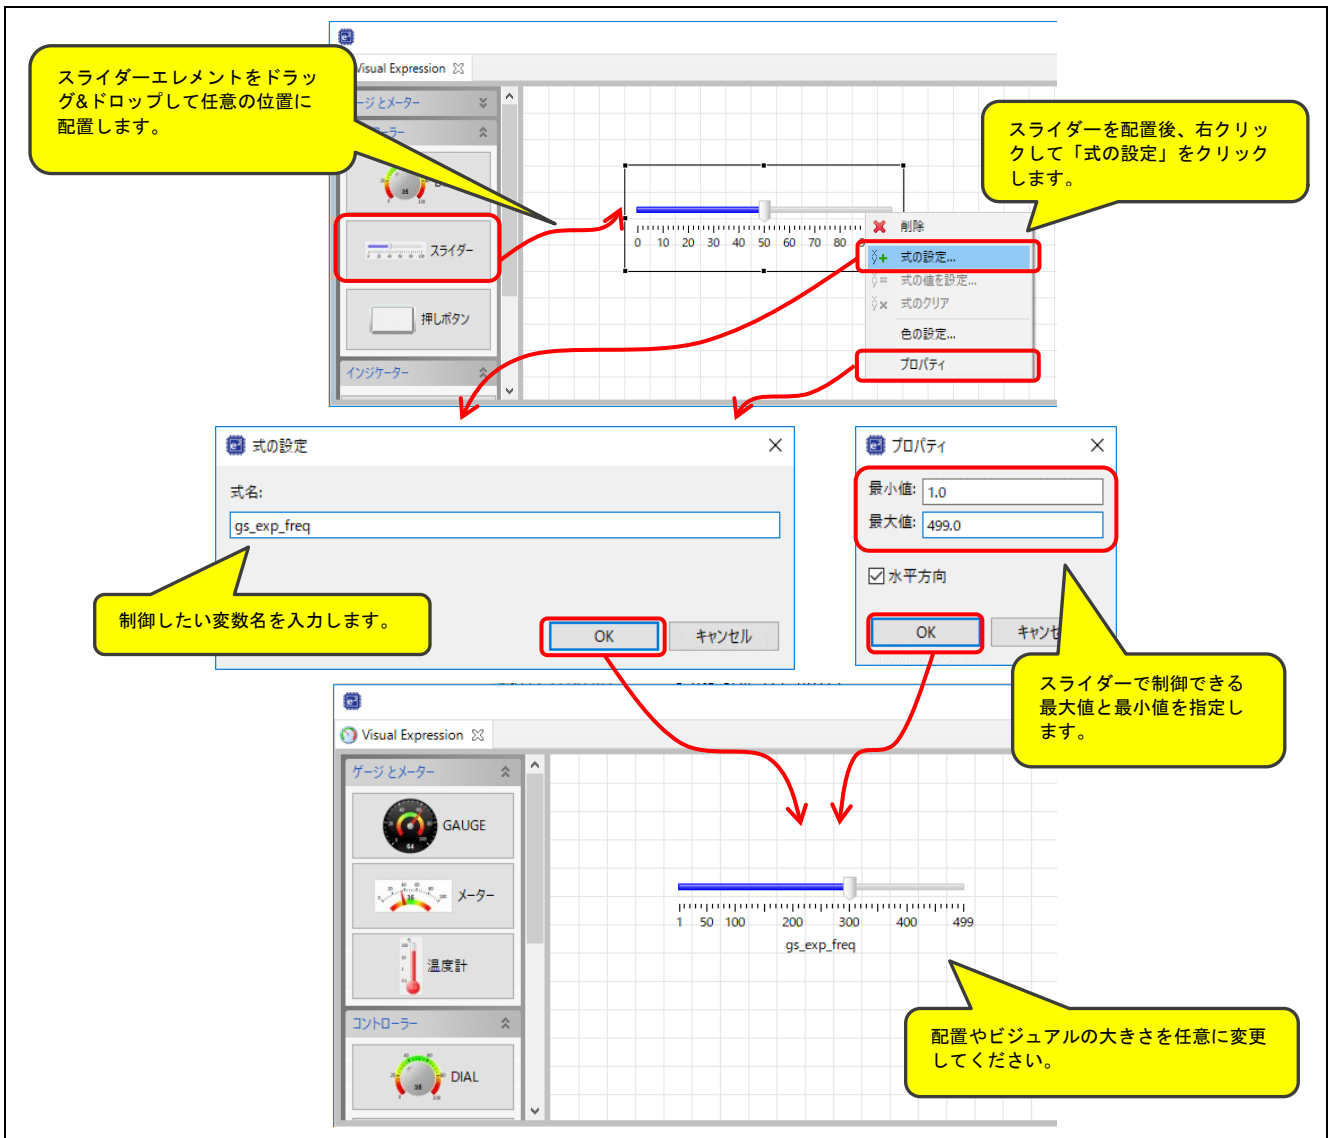 スライダーエレメントをドラッ
グ&ドロップして任意の位置に
配置します。
Visual Expression
ージとメーター
スライダー
押しボタン
インジケーター
0 10 20 30 40 50 60 70 80
スライダーを配置後、右クリッ
クして「式の設定」をクリック
します。
削除
式の設定...
式の値を設定...
式のクリア
色の設定...
プロパティ
式の設定
式名:
gs_exp_freq
OK
キャンセル
制御したい変数名を入力します。
プロパティ
最小値: 1.0
最大値: 499.0
水平方向
OK
キャンセ
スライダーで制御できる
最大値と最小値を指定し
ます。
Visual Expression
ゲージとメーター
GAUGE
メーター
温度計
コントローラー
DIAL
1 50 100 200 300 400 499
gs_exp_freq
配置やビジュアルの大きさを任意に変更
してください。